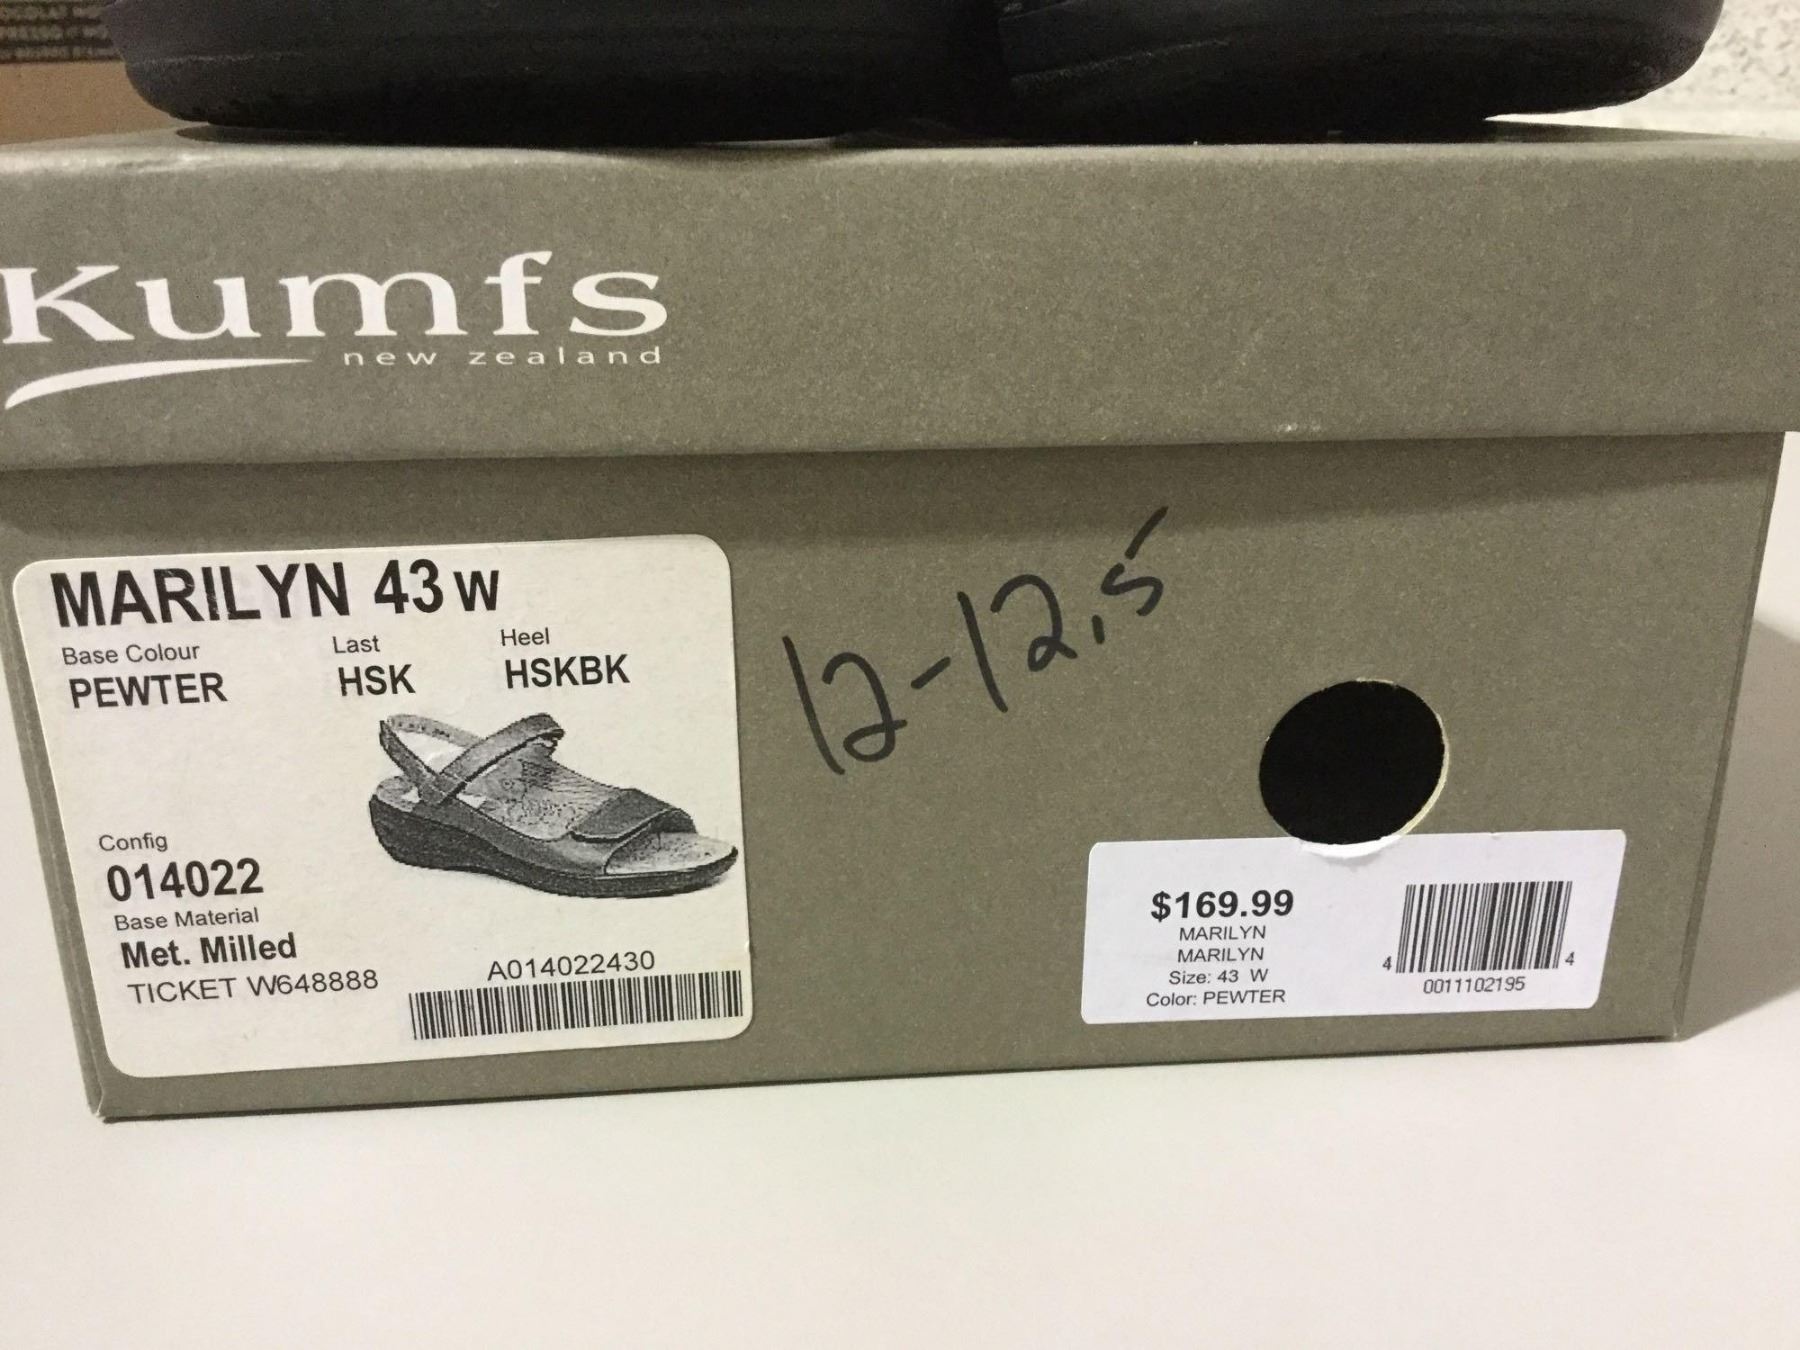 Kumfs
new zealand
MARILYN 43 W
Base Colour Last Heel
PEWTER HSK HSKBK
Config
014022
Base Material
Met. Milled
TICKET W648888
A014022430
12-12.5
$169.99
MARILYN
MARILYN
Size: 43 W
Color: PEWTER
4 4
0011102195